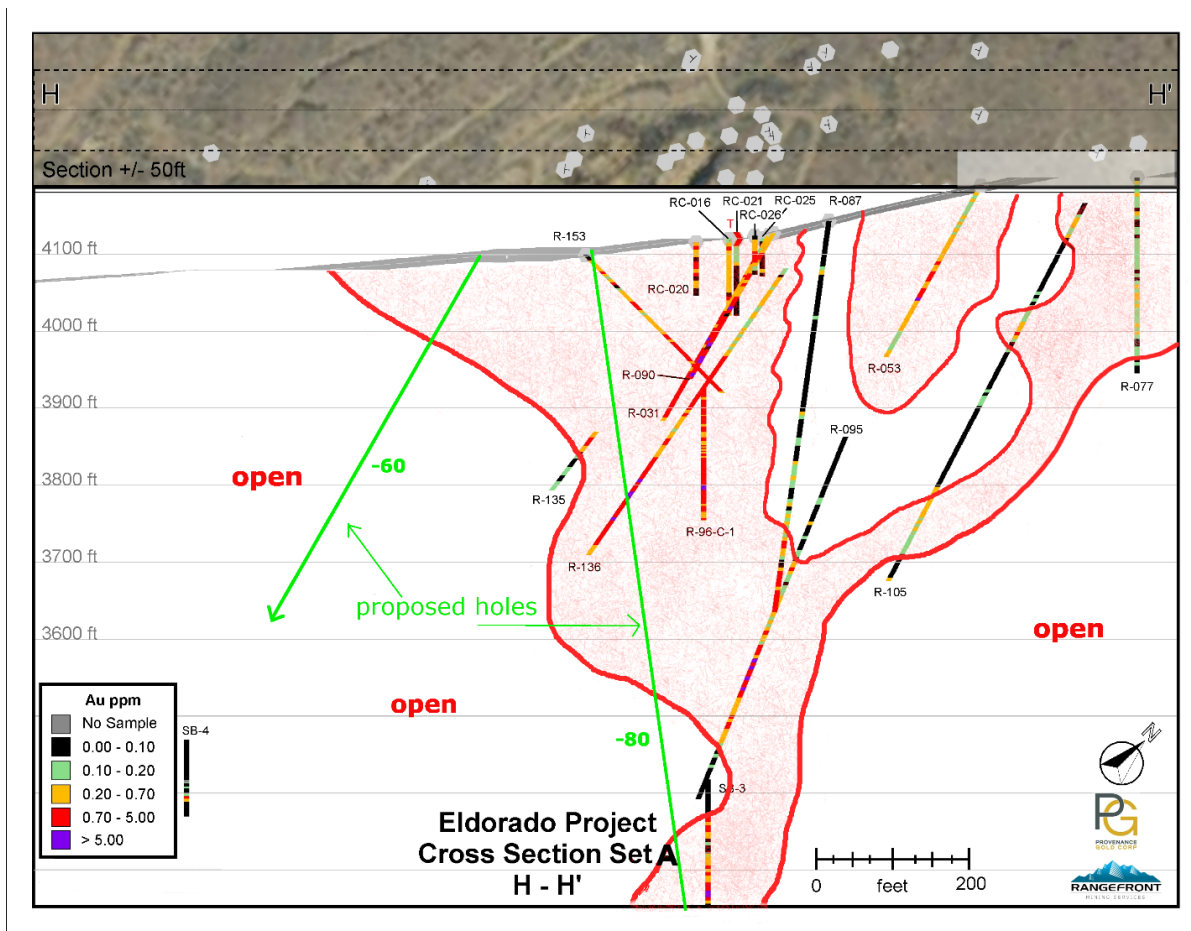 H
H'
Section +/- 50ft
RC-016
RC-021
R-087
T
RC-026
RC-025
R-153
4100 ft
RC-020
4000 ft
R-053
R-090
R-077
3900 ft
R-031
R-095
open
-60
3800 ft
R-135
R-96-C-1
3700 ft
R-136
R-105
proposed holes
3600 ft
open
open
-80
Au ppm
No Sample
0.00 - 0.10
0.10 - 0.20
0.20 - 0.70
0.70 - 5.00
> 5.00
SB-4
N
SB-3
Eldorado Project
Cross Section Set A
H - H'
0 feet 200
PG
PROVENANCE
GOLD CORP
RANGEFRONT
MINING SERVICES